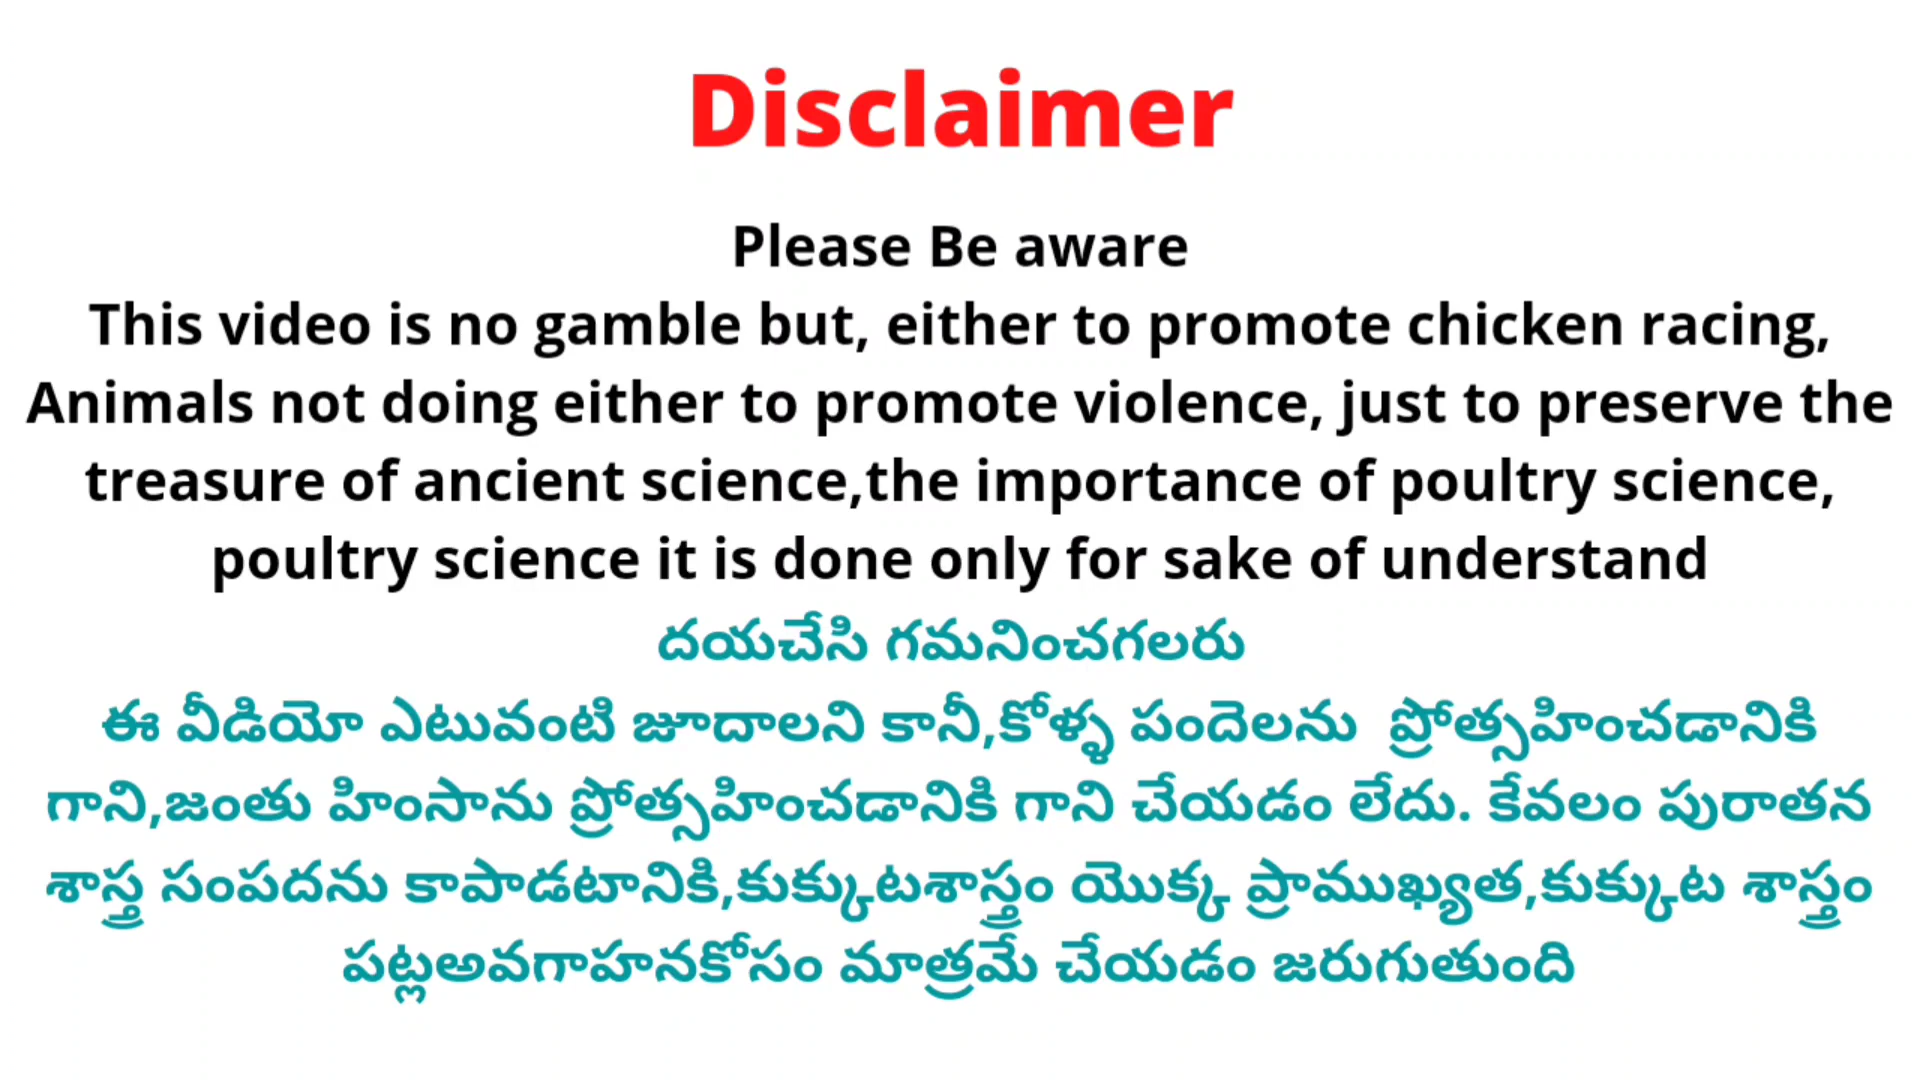 Disclaimer
Please Be aware
This video is no gamble but, either to promote chicken racing,
Animals not doing either to promote violence, just to preserve the
treasure of ancient science,the importance of poultry science,
poultry science it is done only for sake of understand
దయచేసి గమనించగలరు
ఈ వీడియో ఎటువంటి జూదాలని కానీ,కోళ్ళ పందెలను ప్రోత్సహించడానికి
గాని,జంతు హింసాను ప్రోత్సహించడానికి గాని చేయడం లేదు. కేవలం పురాతన
శాస్త్ర సంపదను కాపాడటానికి,కుక్కుటశాస్త్రం యొక్క ప్రాముఖ్యత,కుక్కుట శాస్త్రం
పట్లఅవగాహనకోసం మాత్రమే చేయడం జరుగుతుంది